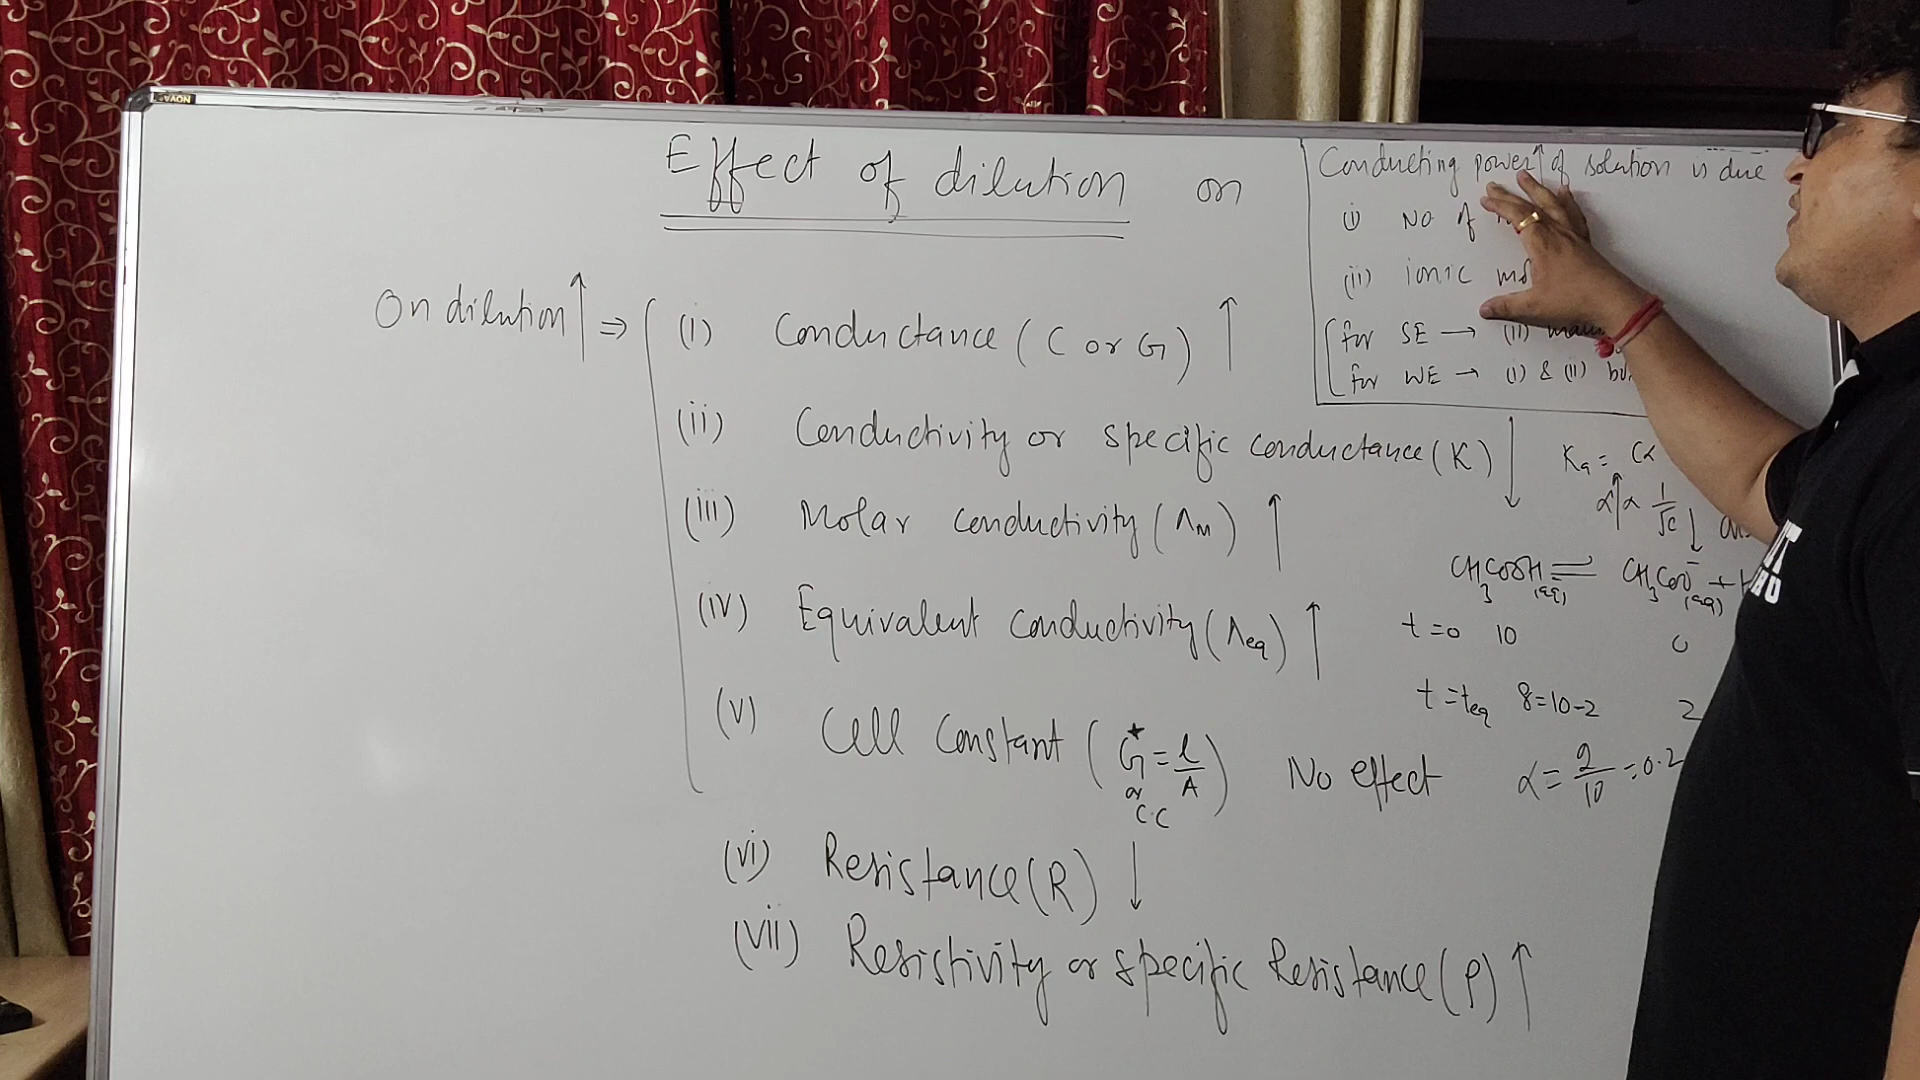 Effect of dilution on
On dilution ↑ ⇒
(i) Conductance (C or G) ↑
(ii) Conductivity or specific conductance (K) ↓
(iii) Molar conductivity (Λm) ↑
(iv) Equivalent conductivity (Λeq) ↑
(v) Cell Constant (G* = l/A) No effect
or
C.C
(vi) Resistance (R) ↓
(vii) Resistivity or specific Resistance (ρ) ↑
Conducting power↑ of solution is due
(i) No of
(ii) ionic
for SE → (ii)
for WE → (i) & (ii)
Ka = Cα
α↑ α 1/√c ↓
CH3COOH(aq) ⇌ CH3COO-(aq) +
t=0 10 0
t=teq 8=10-2 2
α = 2/10 = 0.2
NOVA